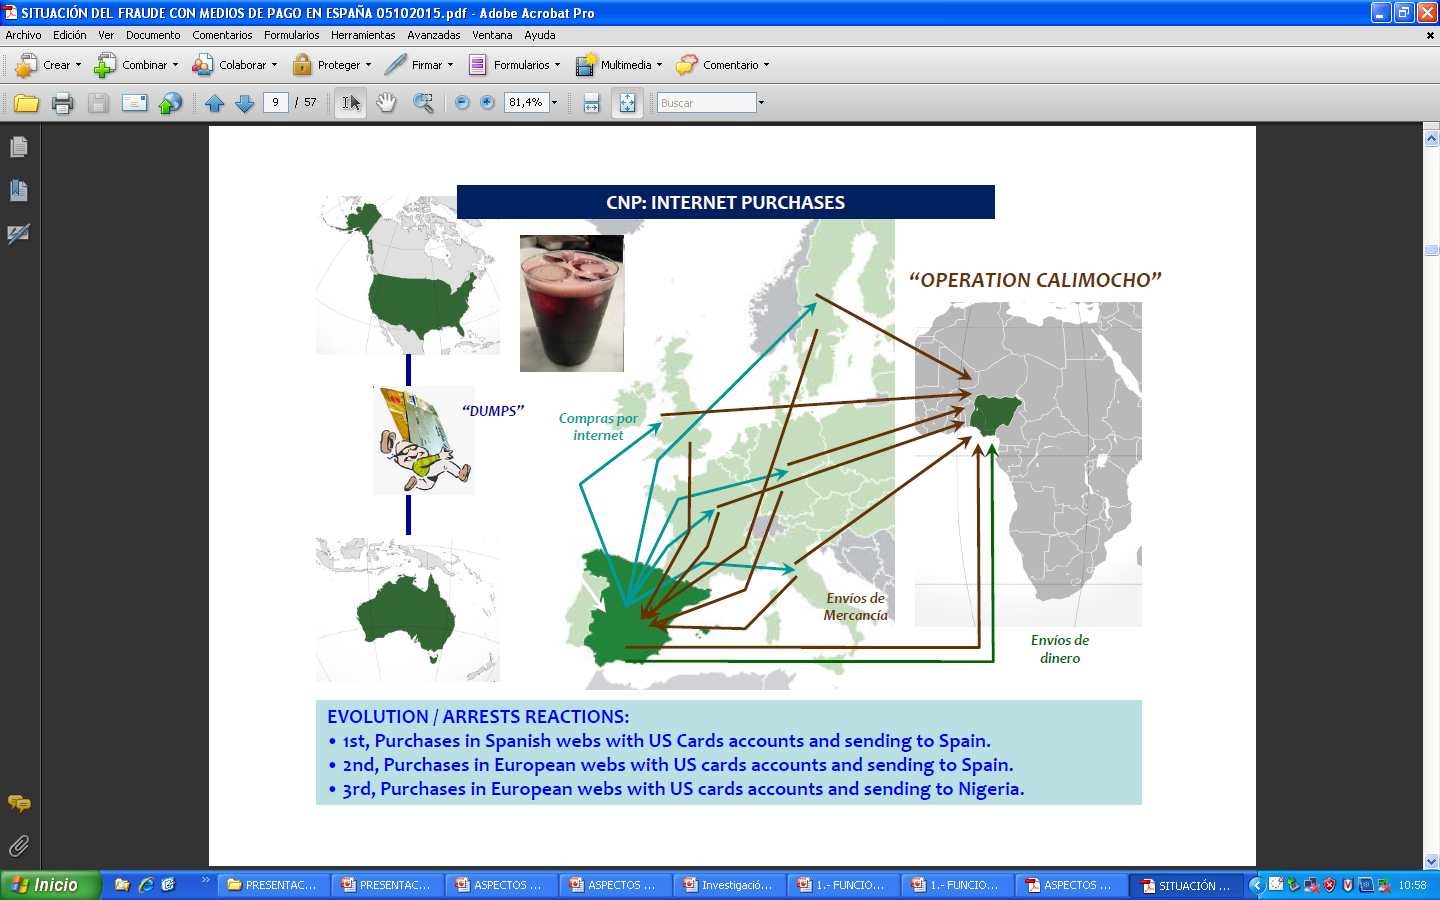 SITUACIÓN DEL FRAUDE CON MEDIOS DE PAGO EN ESPAÑA 05102015.pdf - Adobe Acrobat Pro
Archivo Edición Ver Documento Comentarios Formularios Herramientas Avanzadas Ventana Ayuda
Crear Combinar Colaborar Proteger Firmar Formularios Multimedia Comentario
9 / 57 81,4% Buscar
CNP: INTERNET PURCHASES
“OPERATION CALIMOCHO”
“DUMPS”
Compras por
internet
Envíos de
Mercancía
Envíos de
dinero
EVOLUTION / ARRESTS REACTIONS:
• 1st, Purchases in Spanish webs with US Cards accounts and sending to Spain.
• 2nd, Purchases in European webs with US cards accounts and sending to Spain.
• 3rd, Purchases in European webs with US cards accounts and sending to Nigeria.
Inicio » PRESENTAC... PRESENTAC... ASPECTOS ... ASPECTOS ... Investigació... 1.- FUNCIO... 1.- FUNCIO... ASPECTOS ... SITUACIÓN ... 10:58